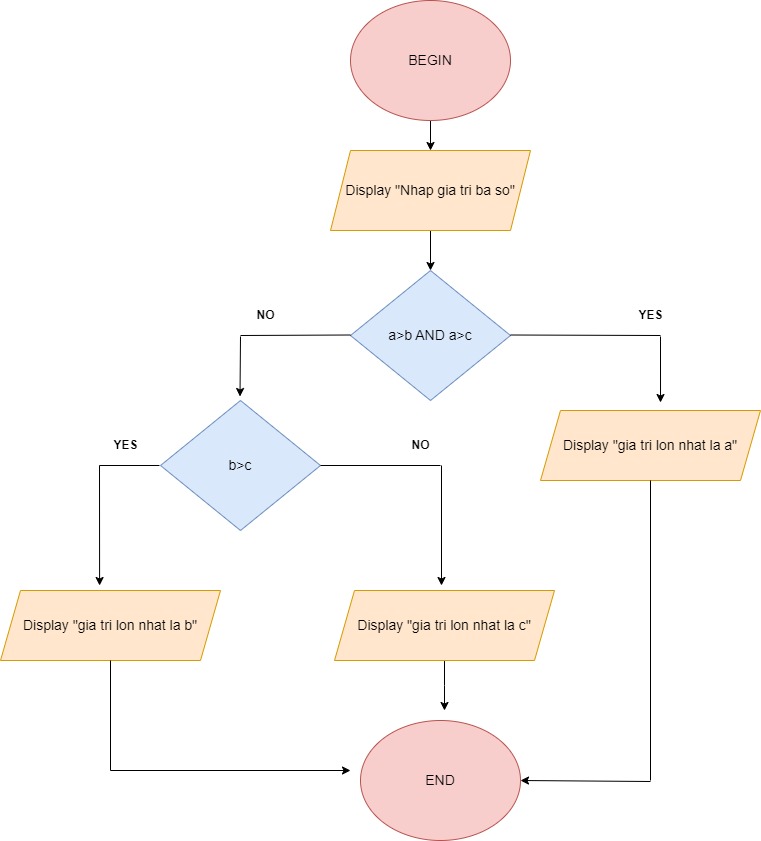 BEGIN
Display "Nhap gia tri ba so"
NO
YES
a>b AND a>c
YES
NO
Display "gia tri lon nhat la a"
b>c
Display "gia tri lon nhat la b"
Display "gia tri lon nhat la c"
END